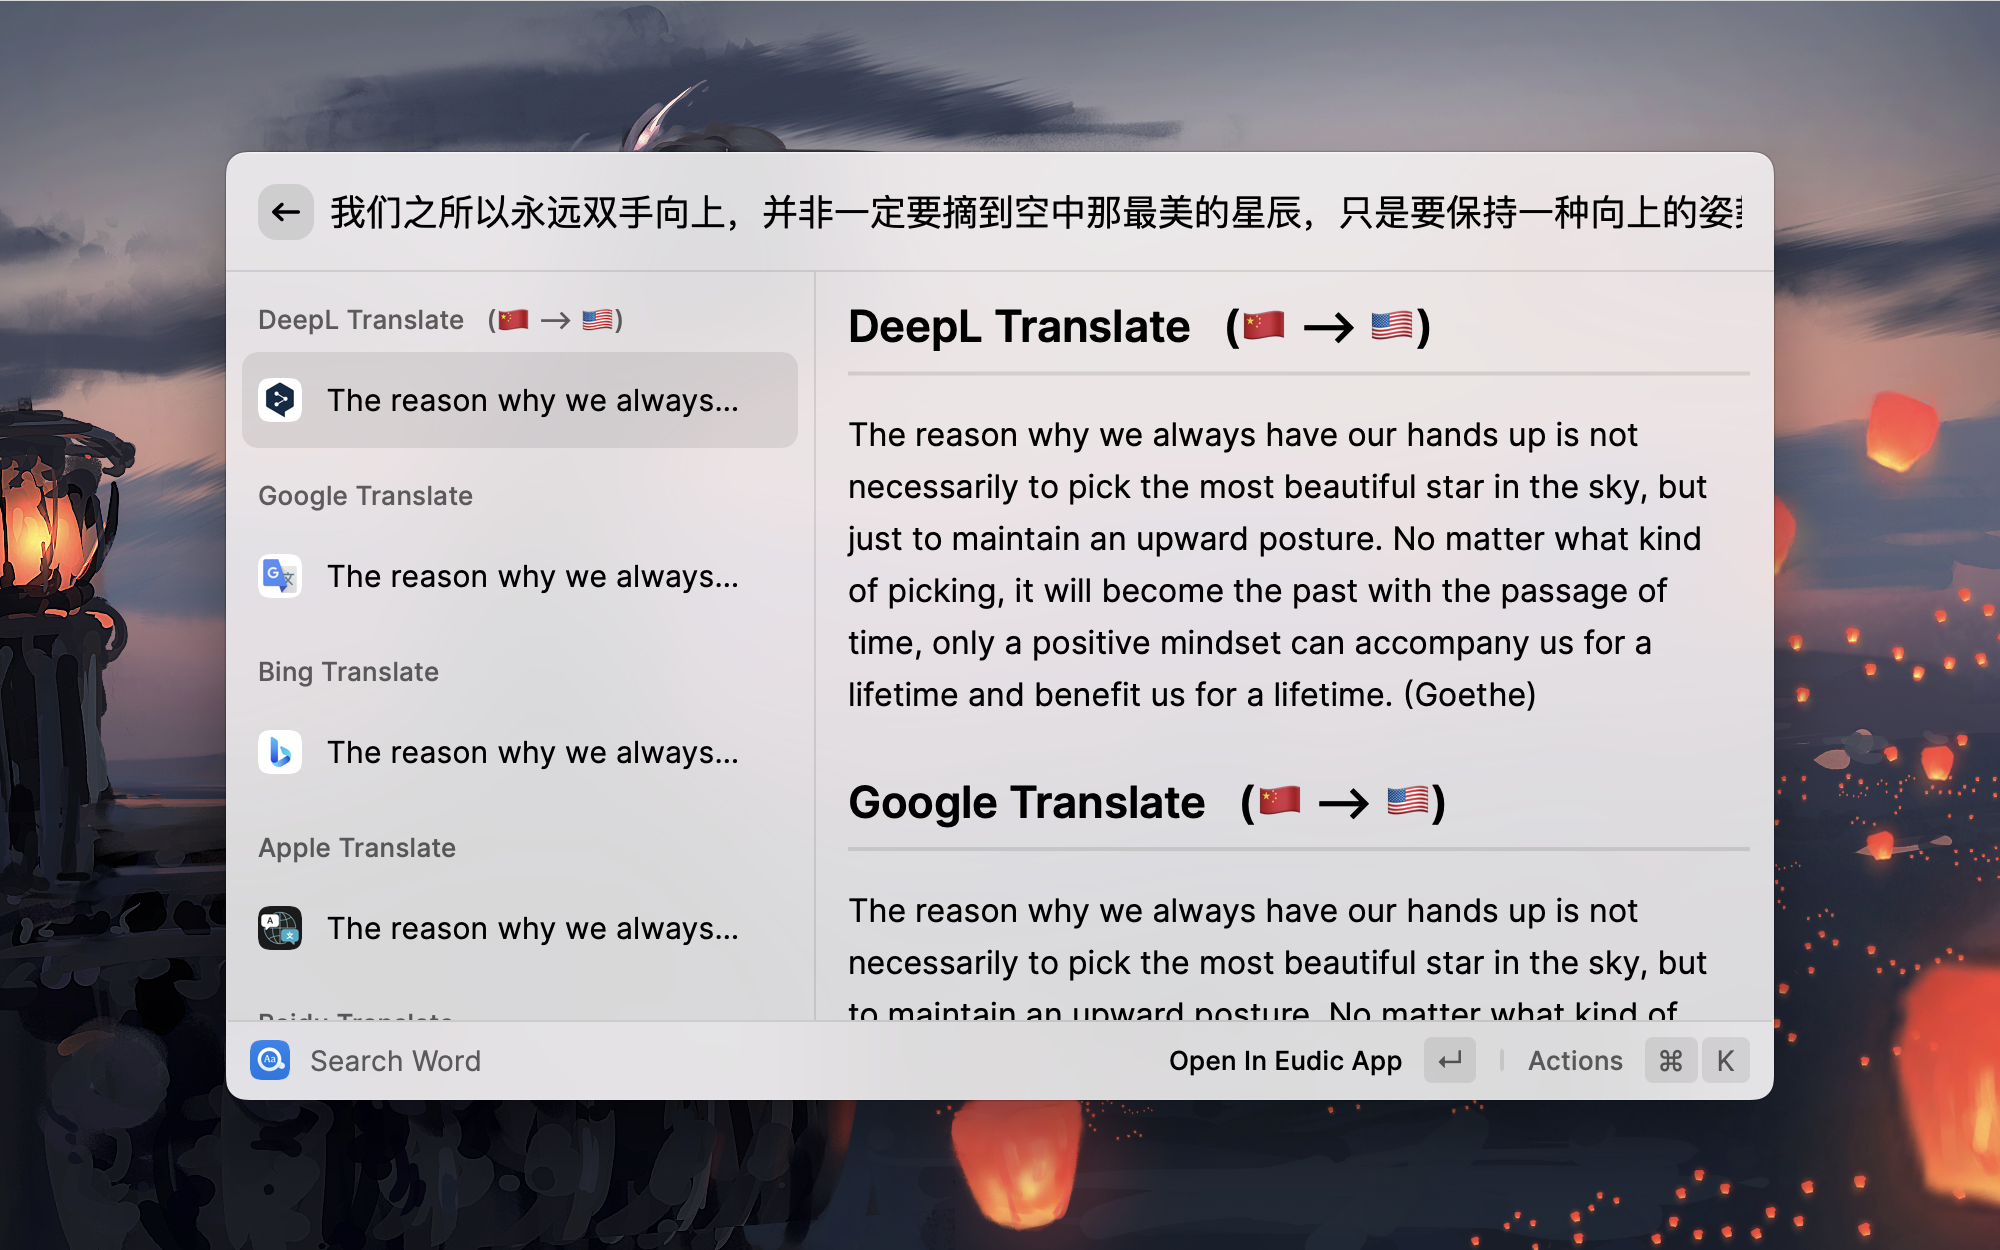 我们之所以永远双手向上，并非一定要摘到空中那最美的星辰，只是要保持一种向上的姿
DeepL Translate (🇨🇳 → 🇺🇸)
The reason why we always...
Google Translate
The reason why we always...
Bing Translate
The reason why we always...
Apple Translate
The reason why we always...
Baidu Translate
DeepL Translate (🇨🇳 → 🇺🇸)
The reason why we always have our hands up is not
necessarily to pick the most beautiful star in the sky, but
just to maintain an upward posture. No matter what kind
of picking, it will become the past with the passage of
time, only a positive mindset can accompany us for a
lifetime and benefit us for a lifetime. (Goethe)
Google Translate (🇨🇳 → 🇺🇸)
The reason why we always have our hands up is not
necessarily to pick the most beautiful star in the sky, but
to maintain an upward posture. No matter what kind of
Search Word
Open In Eudic App ↵ | Actions ⌘ K